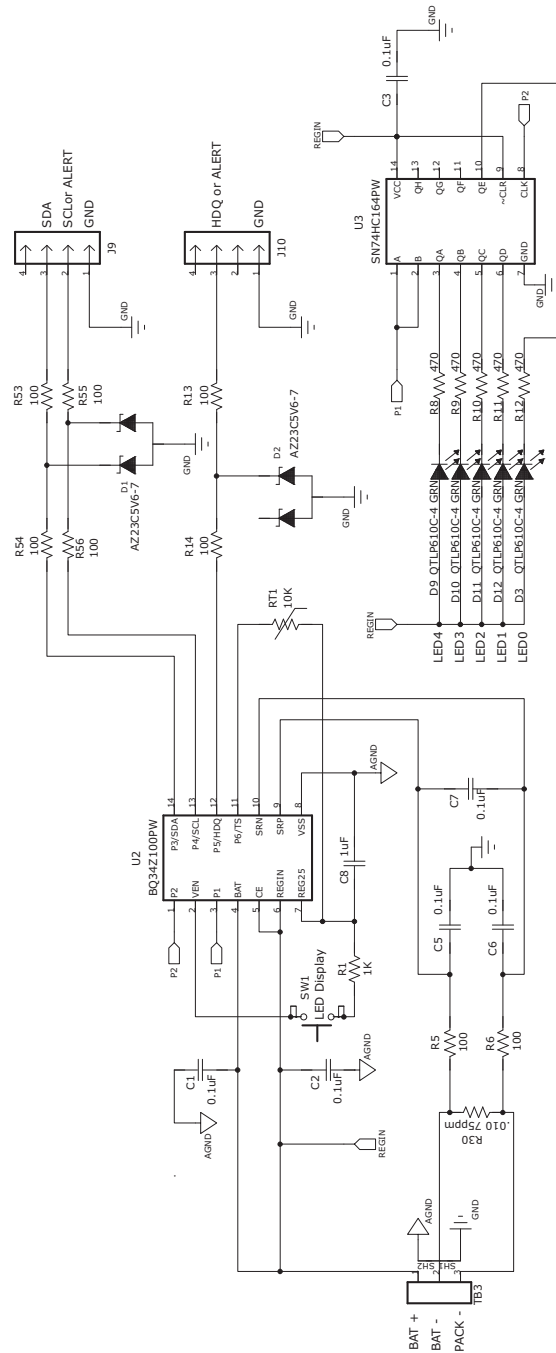 SDA
SCLor ALERT
GND
J9
4
3
2
1
GND
R53
100
R55
100
D1
AZ23C5V6-7
GND
R54
100
R56
100
HDQ or ALERT
GND
J10
4
3
2
1
GND
R13
100
D2
AZ23C5V6-7
GND
R14
100
RT1
10K
U2
BQ34Z100PW
1 P2
2 VEN
3 P1
4 BAT
5 CE
6 REGIN
7 REG25
P3/SDA 14
P4/SCL 13
P5/HDQ 12
P6/TS 11
SRN 10
SRP 9
VSS 8
P2
P1
AGND
C8
1uF
R1
1K
SW1
LED Display
C1
0.1uF
AGND
C2
0.1uF
AGND
REGIN
C7
0.1uF
C5
0.1uF
C6
0.1uF
R5
100
R6
100
R30
.010 75ppm
AGND
GND
SH2
SH1
1
2
3
TB3
BAT +
BAT -
PACK -
REGIN
C3
0.1uF
GND
U3
SN74HC164PW
1 A
2 B
3 QA
4 QB
5 QC
6 QD
7 GND
VCC 14
QH 13
QG 12
QF 11
QE 10
~CLR 9
CLK 8
P1
P2
GND
R8 470
R9 470
R10 470
R11 470
R12 470
D9 QTLP610C-4 GRN
D10 QTLP610C-4 GRN
D11 QTLP610C-4 GRN
D12 QTLP610C-4 GRN
D3 QTLP610C-4 GRN
REGIN
LED4
LED3
LED2
LED1
LED0